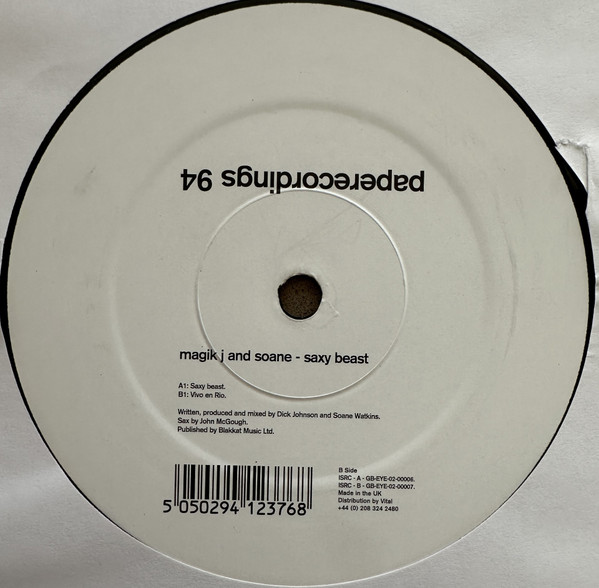 paperecordings 94
magik j and soane - saxy beast
A1: Saxy beast.
B1: Vivo en Rio.
Written, produced and mixed by Dick Johnson and Soane Watkins.
Sax by John McGough.
Published by Blakkat Music Ltd.
B Side
ISRC - A - GB-EYE-02-00006.
ISRC - B - GB-EYE-02-00007.
Made in the UK
Distribution by Vital
+44 (0) 208 324 2480
5 050294 123768